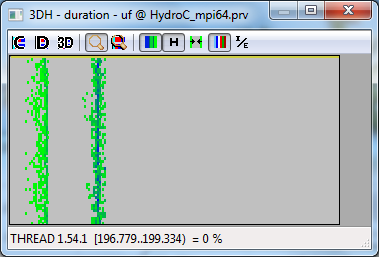 3DH - duration - uf @ HydroC_mpi64.prv
C D 3D H I/E
THREAD 1.54.1 [196.779..199.334) = 0 %